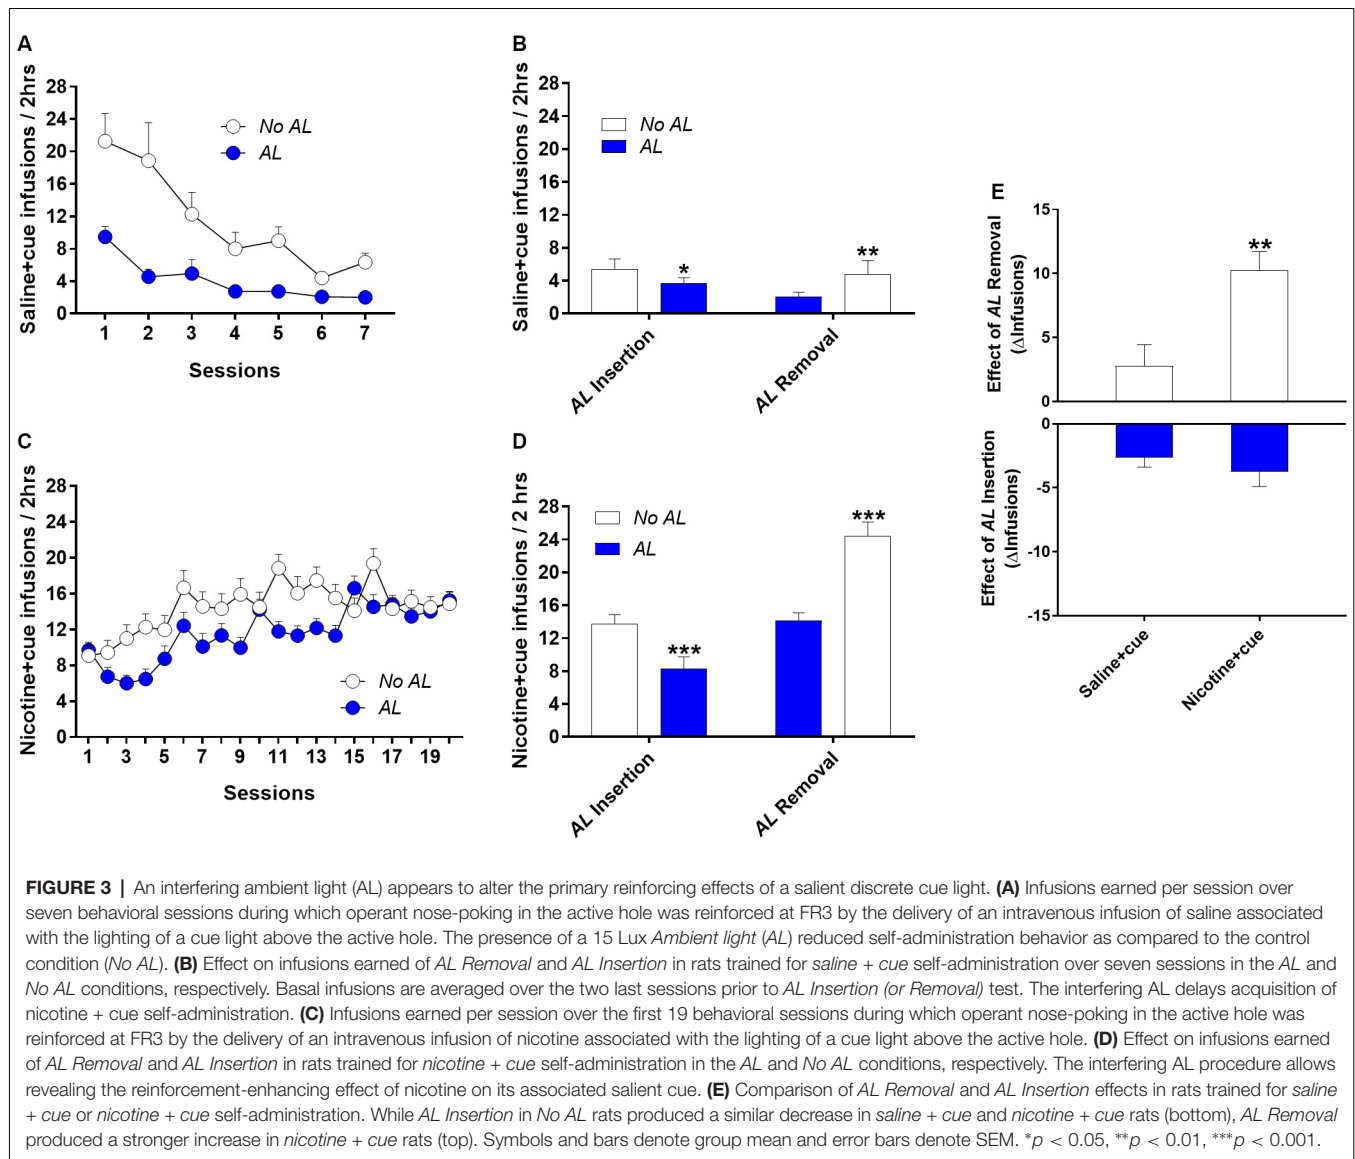 A
Saline+cue infusions / 2hrs
28
24
20
16
12
8
4
0
No AL
AL
1 2 3 4 5 6 7
Sessions
B
Saline+cue infusions / 2hrs
28
24
20
16
12
8
4
0
No AL
AL
*
**
AL Insertion
AL Removal
C
Nicotine+cue infusions / 2hrs
28
24
20
16
12
8
4
0
No AL
AL
1 3 5 7 9 11 13 15 17 19
Sessions
D
Nicotine+cue infusions / 2 hrs
28
24
20
16
12
8
4
0
No AL
AL
***
***
AL Insertion
AL Removal
E
Effect of AL Removal
(ΔInfusions)
15
10
5
0
**
Effect of AL Insertion
(ΔInfusions)
0
-5
-10
-15
Saline+cue
Nicotine+cue
FIGURE 3 | An interfering ambient light (AL) appears to alter the primary reinforcing effects of a salient discrete cue light. (A) Infusions earned per session over
seven behavioral sessions during which operant nose-poking in the active hole was reinforced at FR3 by the delivery of an intravenous infusion of saline associated
with the lighting of a cue light above the active hole. The presence of a 15 Lux Ambient light (AL) reduced self-administration behavior as compared to the control
condition (No AL). (B) Effect on infusions earned of AL Removal and AL Insertion in rats trained for saline + cue self-administration over seven sessions in the AL and
No AL conditions, respectively. Basal infusions are averaged over the two last sessions prior to AL Insertion (or Removal) test. The interfering AL delays acquisition of
nicotine + cue self-administration. (C) Infusions earned per session over the first 19 behavioral sessions during which operant nose-poking in the active hole was
reinforced at FR3 by the delivery of an intravenous infusion of nicotine associated with the lighting of a cue light above the active hole. (D) Effect on infusions earned
of AL Removal and AL Insertion in rats trained for nicotine + cue self-administration in the AL and No AL conditions, respectively. The interfering AL procedure allows
revealing the reinforcement-enhancing effect of nicotine on its associated salient cue. (E) Comparison of AL Removal and AL Insertion effects in rats trained for saline
+ cue or nicotine + cue self-administration. While AL Insertion in No AL rats produced a similar decrease in saline + cue and nicotine + cue rats (bottom), AL Removal
produced a stronger increase in nicotine + cue rats (top). Symbols and bars denote group mean and error bars denote SEM. *p < 0.05, **p < 0.01, ***p < 0.001.